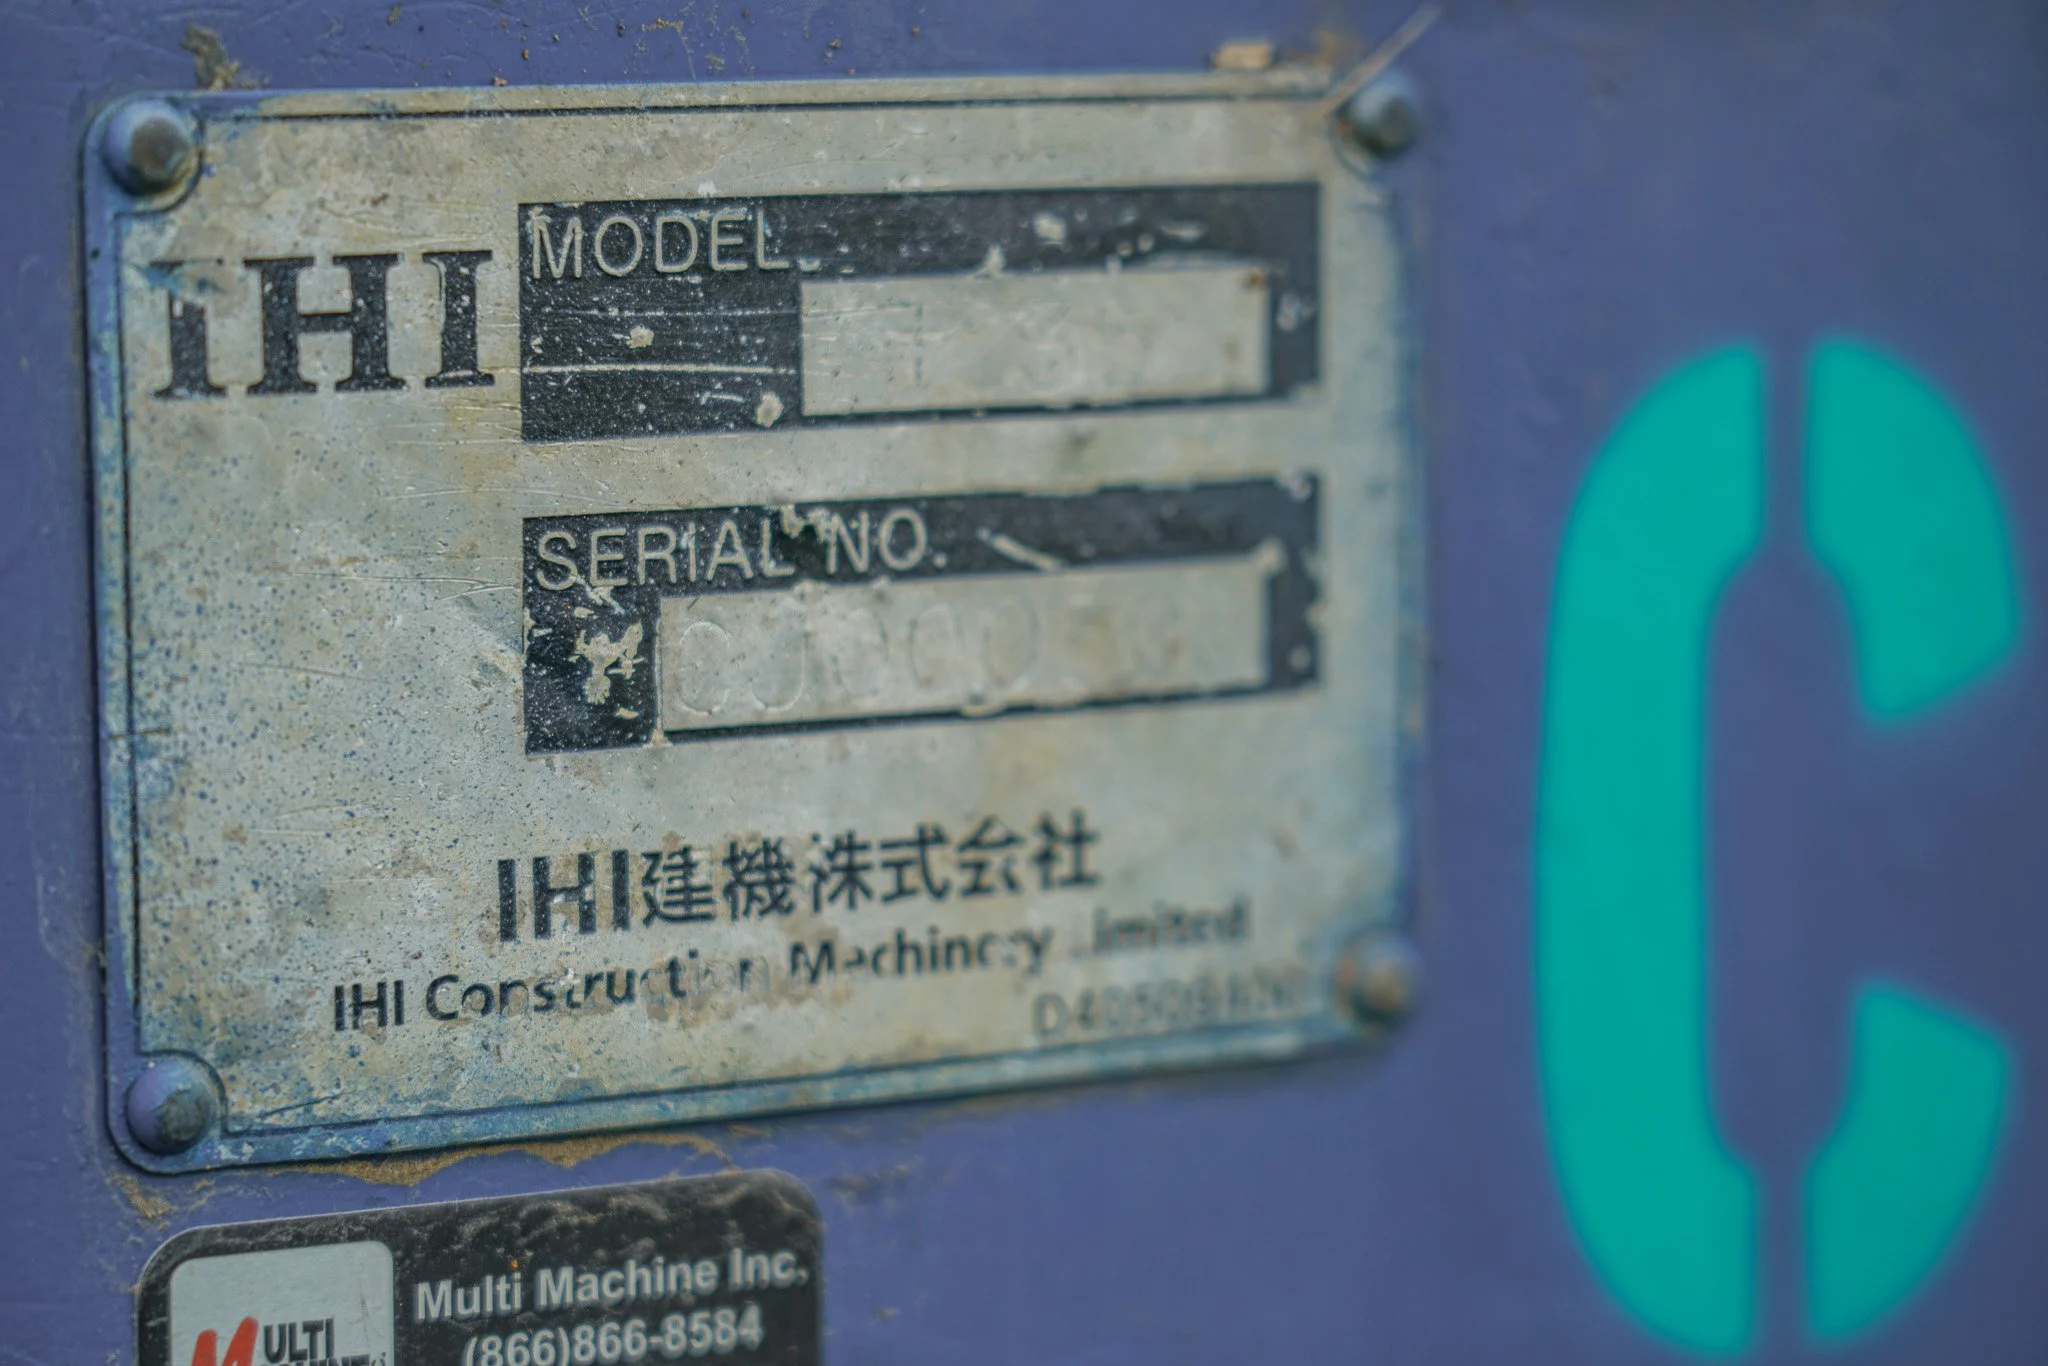 IHI
MODEL
SERIAL NO.
IHI建機株式会社
IHI Construction Machinery Limited
C
Multi Machine Inc.
(866)866-8584
MULTI